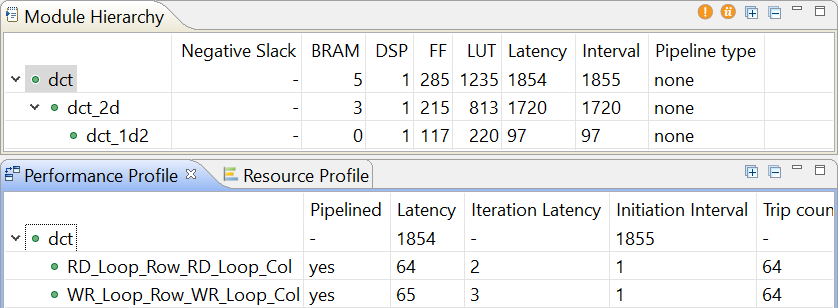 Module Hierarchy
Negative Slack BRAM DSP FF LUT Latency Interval Pipeline type
dct - 5 1 285 1235 1854 1855 none
dct_2d - 3 1 215 813 1720 1720 none
dct_1d2 - 0 1 117 220 97 97 none
Performance Profile Resource Profile
Pipelined Latency Iteration Latency Initiation Interval Trip coun
dct - 1854 - 1855 -
RD_Loop_Row_RD_Loop_Col yes 64 2 1 64
WR_Loop_Row_WR_Loop_Col yes 65 3 1 64